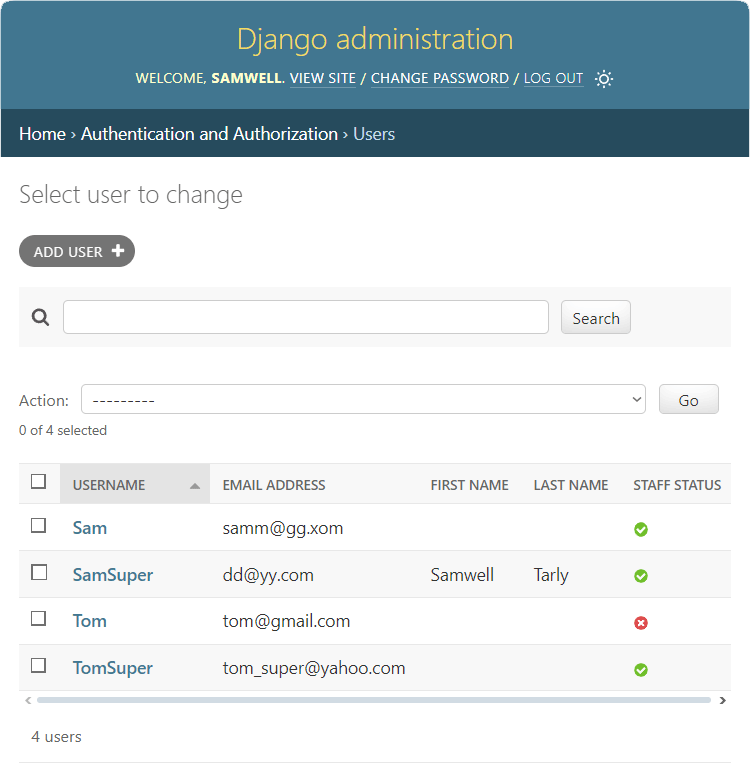 Django administration
WELCOME, SAMWELL. VIEW SITE / CHANGE PASSWORD / LOG OUT
Home › Authentication and Authorization › Users
Select user to change
ADD USER +
Search
Action: --------- Go
0 of 4 selected
USERNAME EMAIL ADDRESS FIRST NAME LAST NAME STAFF STATUS
Sam samm@gg.xom
SamSuper dd@yy.com Samwell Tarly
Tom tom@gmail.com
TomSuper tom_super@yahoo.com
4 users